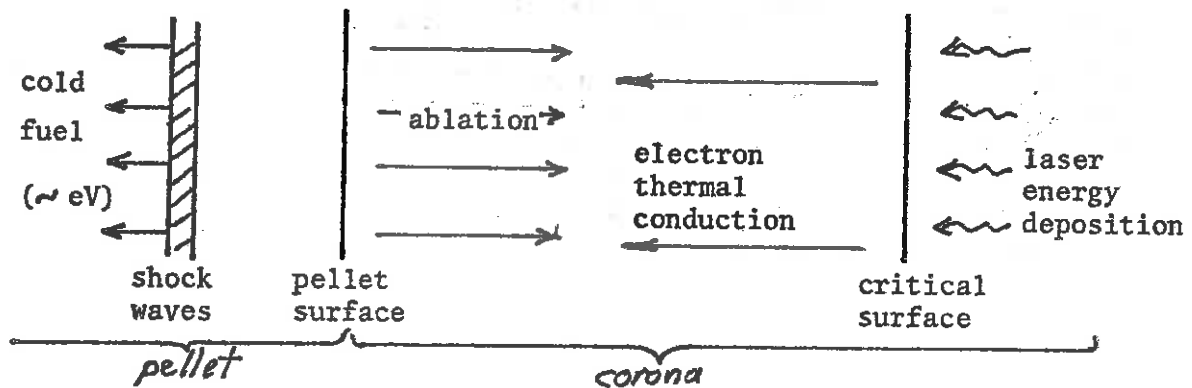 cold
fuel
(~ eV)
- ablation
electron
thermal
conduction
laser
energy
deposition
shock
waves
pellet
surface
critical
surface
pellet
corona